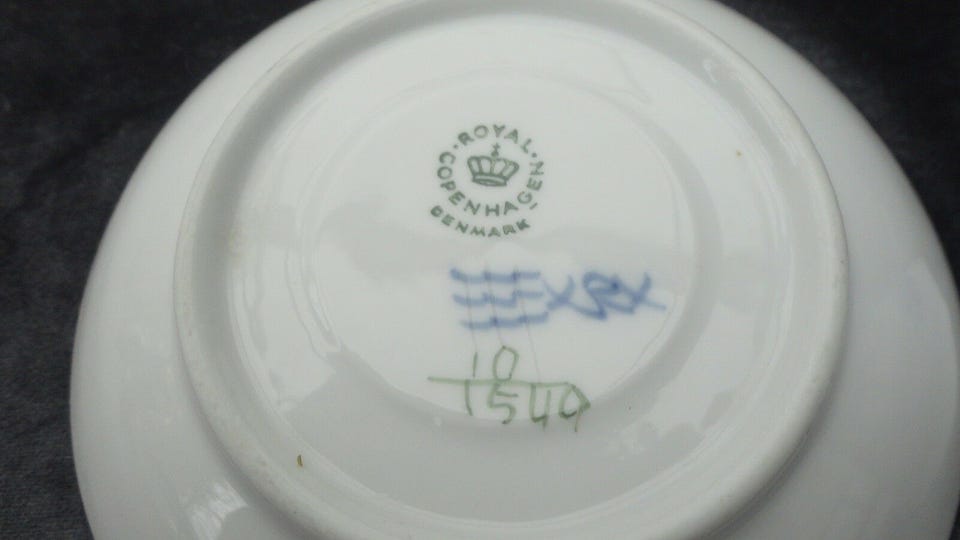 ROYAL
COPENHAGEN
DENMARK
10
1549